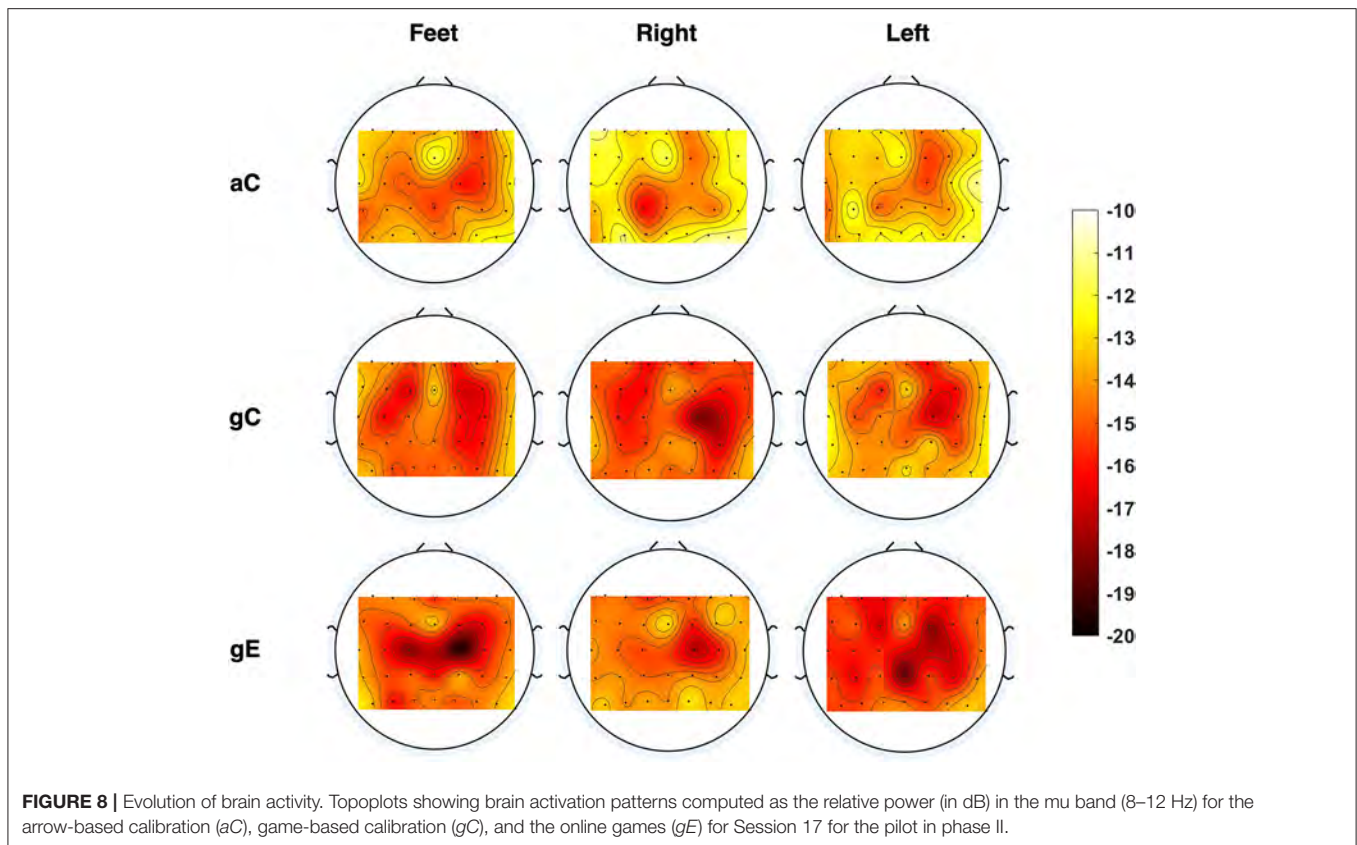 Feet Right Left
aC
gC
gE
-10
-11
-12
-13
-14
-15
-16
-17
-18
-19
-20
FIGURE 8 | Evolution of brain activity. Topoplots showing brain activation patterns computed as the relative power (in dB) in the mu band (8–12 Hz) for the
arrow-based calibration (aC), game-based calibration (gC), and the online games (gE) for Session 17 for the pilot in phase II.